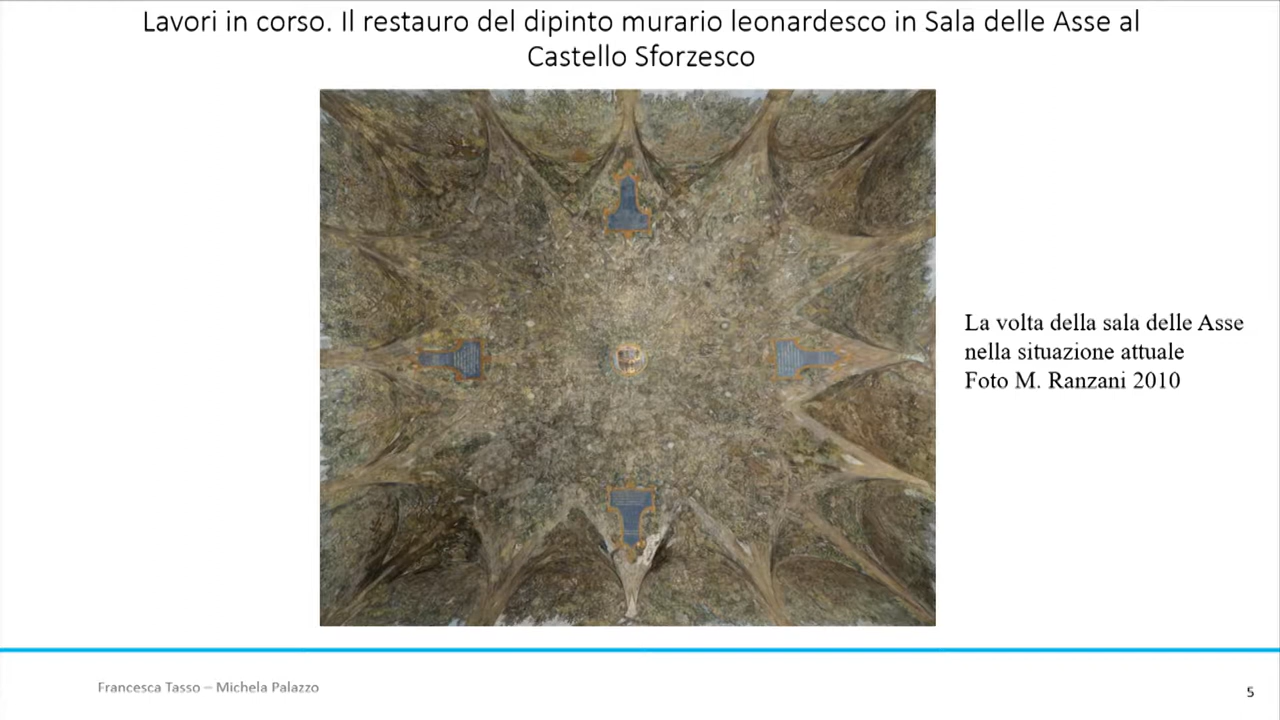 Lavori in corso. Il restauro del dipinto murario leonardesco in Sala delle Asse al
Castello Sforzesco
La volta della sala delle Asse
nella situazione attuale
Foto M. Ranzani 2010
Francesca Tasso – Michela Palazzo
5